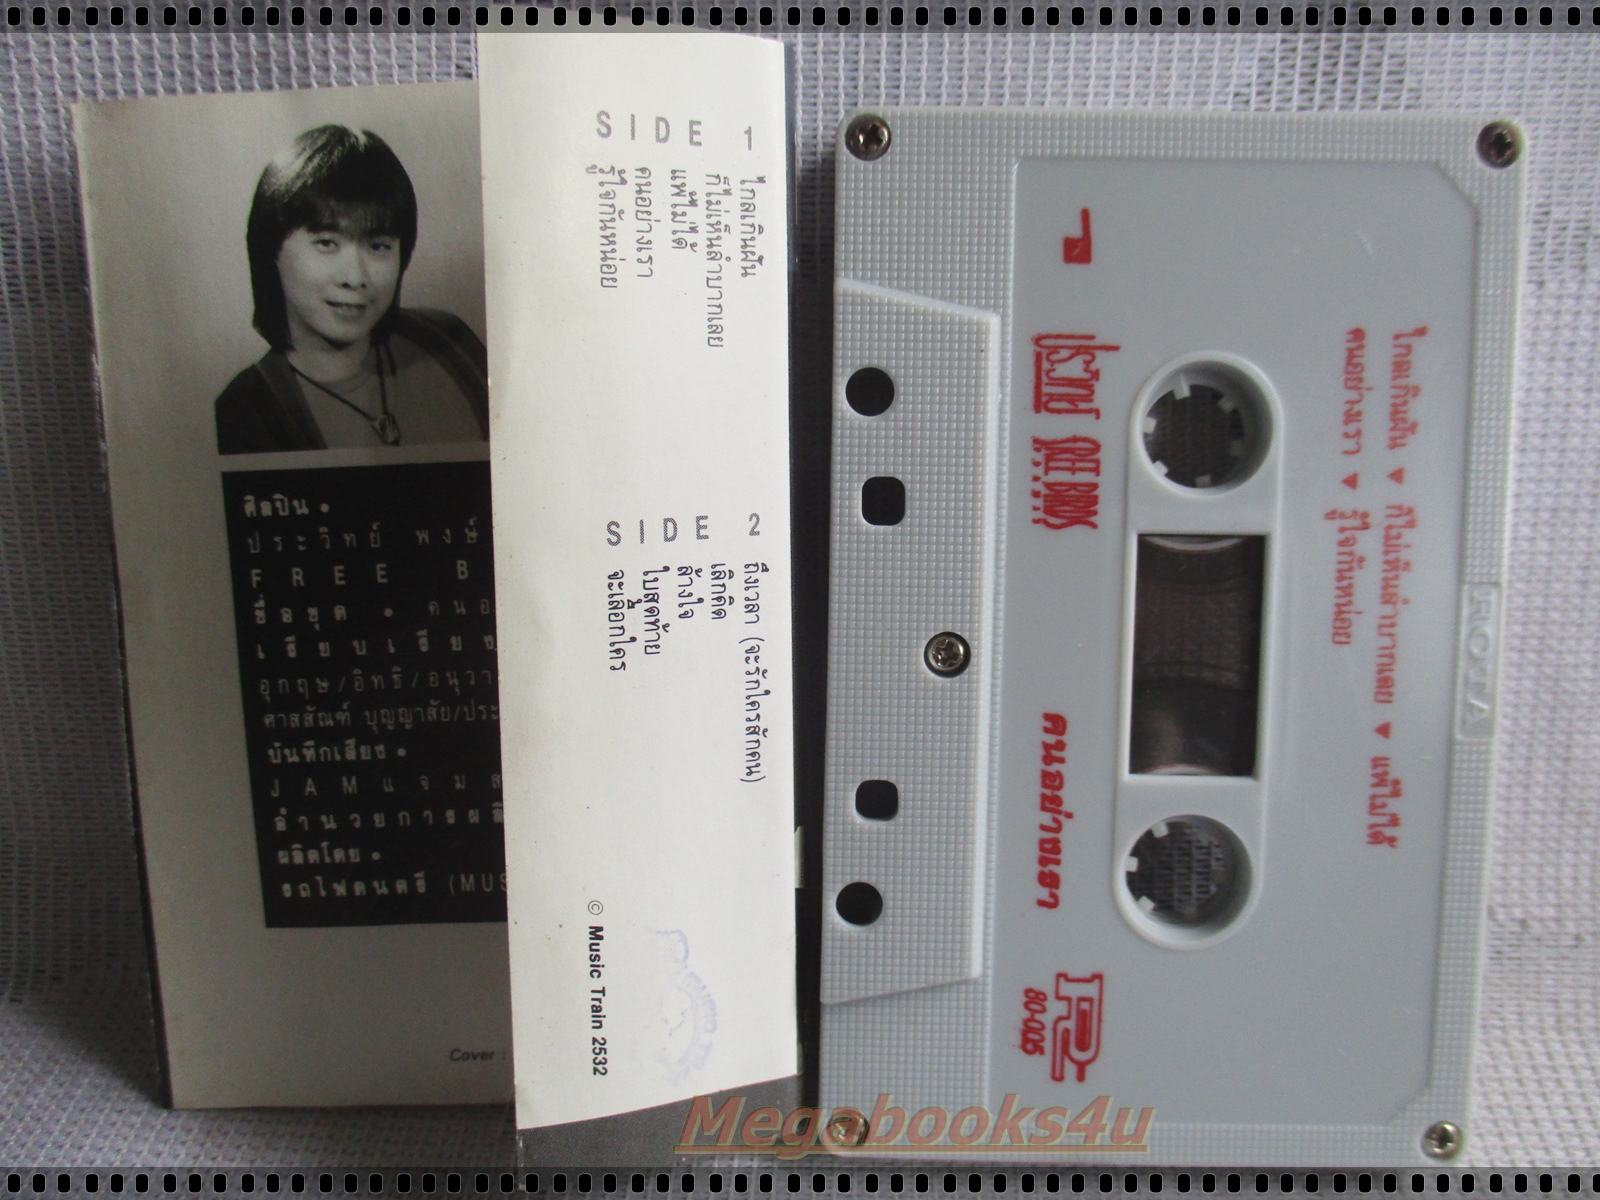 ศิลปิน •
ประวิทย์ พงษ์
FREE B
ชื่อชุด • คนอ
เรียบเรียง
อุกฤษ/อิทธิ/อนุวา
ศาสสัณฑ์ บุญญาสัย/ประ
บันทึกเสียง •
JAM แจม ส
อำนวยการผลิ
ผลิตโดย •
รถไฟดนตรี (MUS
Cover :
SIDE 1
ไกลเกินฝัน
ก็ไม่เห็นลำบากเลย
แพ้ไม่ได้
คนอย่างเรา
รู้ใจกันหน่อย
SIDE 2
ถึงเวลา (จะรักใครสักคน)
เลิกคิด
ล้างใจ
ใบสุดท้าย
จะเลือกใคร
© Music Train 2532
ไกลเกินฝัน ▼ ก็ไม่เห็นลำบากเลย ▼ แพ้ไม่ได้
คนอย่างเรา ▼ รู้ใจกันหน่อย
1
ประวิทย์ FREE BIRDS
คนอย่างเรา
80-005
ROTA
Megabooks4u